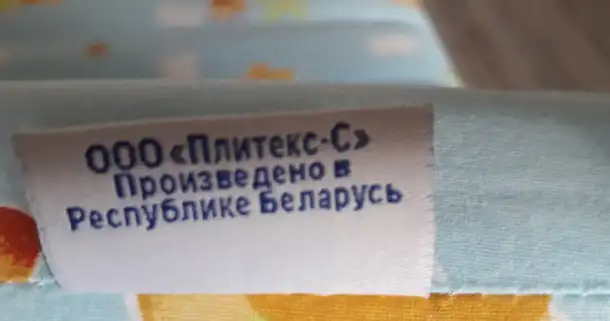 ООО «Плитекс-С»
Произведено в
Республике Беларусь